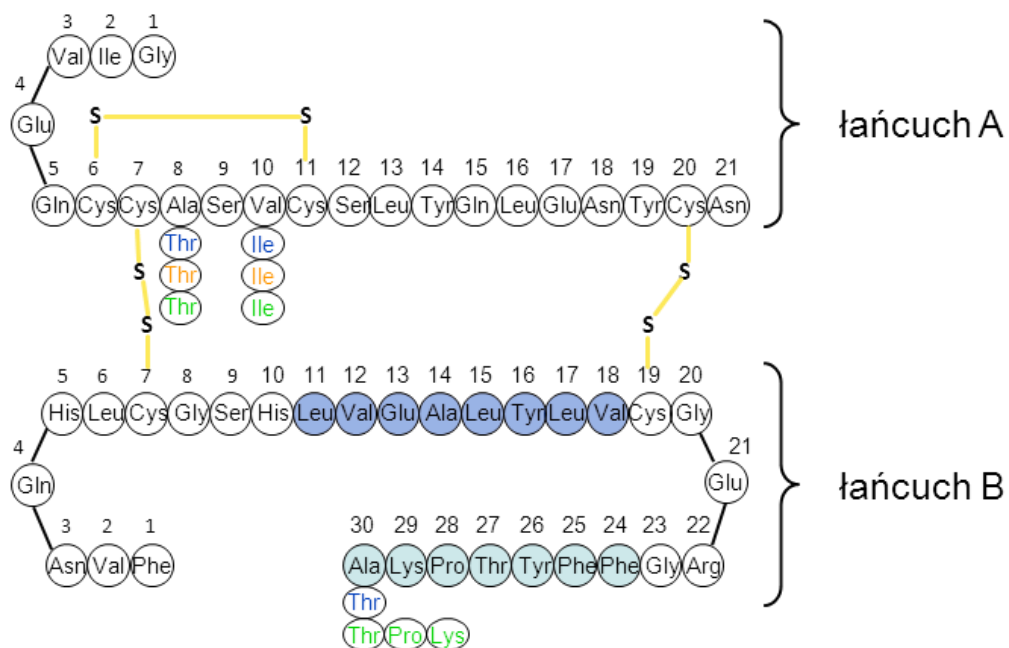 3 2 1
Val Ile Gly
4
Glu
S S
5 6 7 8 9 10 11 12 13 14 15 16 17 18 19 20 21
Gln Cys Cys Ala Ser Val Cys Ser Leu Tyr Gln Leu Glu Asn Tyr Cys Asn
łańcuch A
Thr Ile
S S
Thr Ile
Thr Ile
S S
5 6 7 8 9 10 11 12 13 14 15 16 17 18 19 20
His Leu Cys Gly Ser His Leu Val Glu Ala Leu Tyr Leu Val Cys Gly
4 21
Gln Glu
łańcuch B
3 2 1 30 29 28 27 26 25 24 23 22
Asn Val Phe Ala Lys Pro Thr Tyr Phe Phe Gly Arg
Thr
Thr Pro Lys